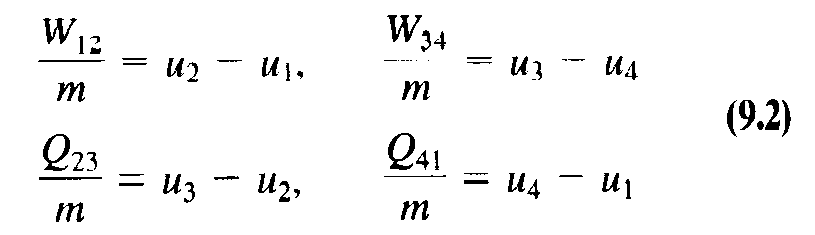 W₁₂/m = u₂ − u₁, W₃₄/m = u₃ − u₄
(9.2)
Q₂₃/m = u₃ − u₂, Q₄₁/m = u₄ − u₁